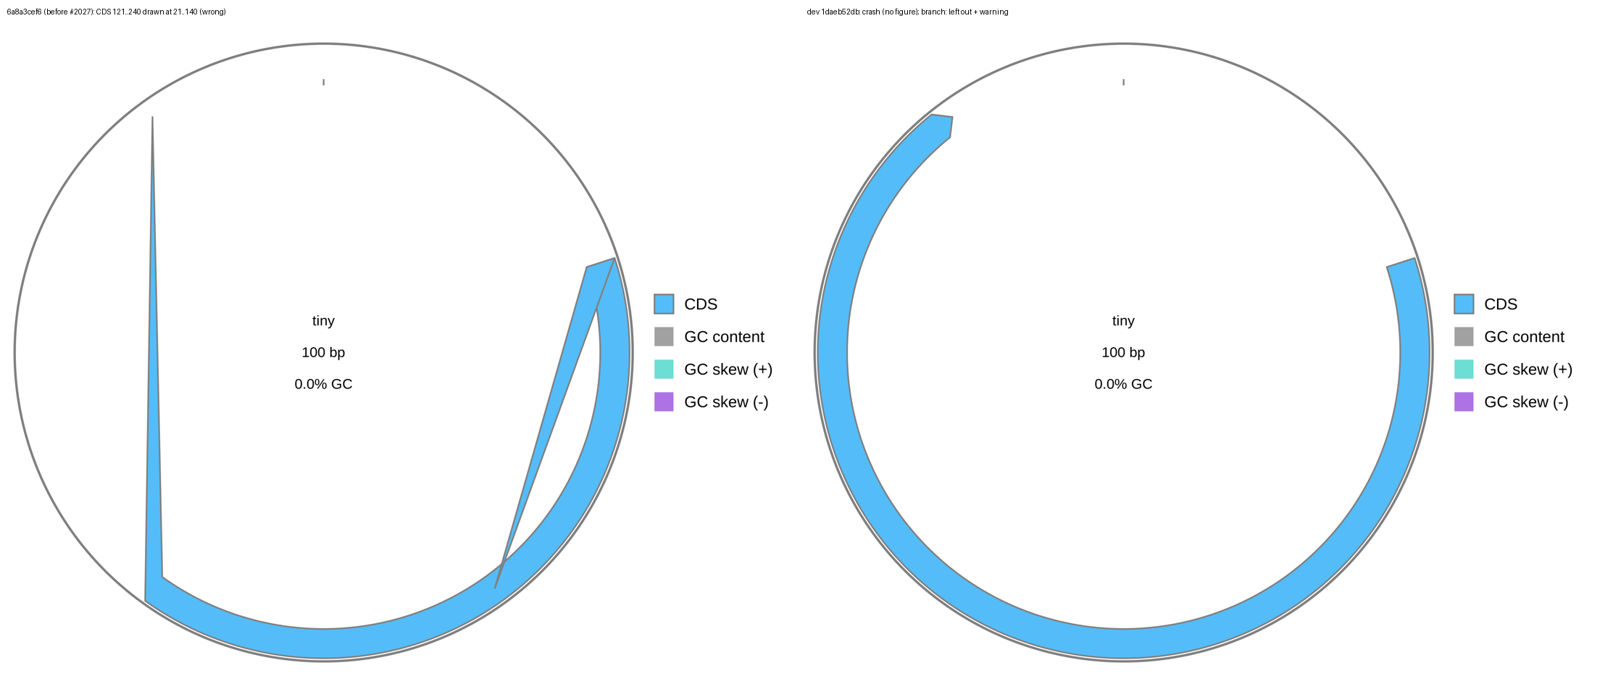 6a8a3cef6 (before #2027): CDS 121..240 drawn at 21..140 (wrong)
dev 1daeb52db: crash (no figure); branch: left out + warning
tiny
100 bp
0.0% GC
CDS
GC content
GC skew (+)
GC skew (-)
tiny
100 bp
0.0% GC
CDS
GC content
GC skew (+)
GC skew (-)